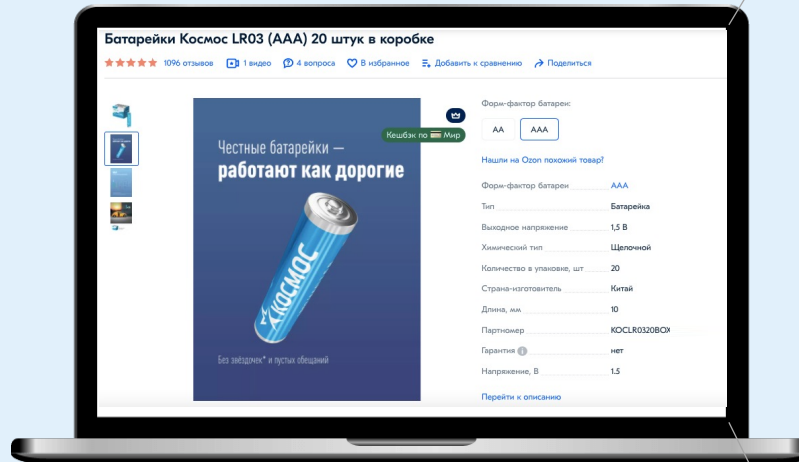 Батарейки Космос LR03 (AAA) 20 штук в коробке
1096 отзывов 1 видео 4 вопроса В избранное Добавить к сравнению Поделиться
Кешбэк по Мир
Честные батарейки —
работают как дорогие
КОСМОС
Без звёздочек* и пустых обещаний
Форм-фактор батареи:
AA AAA
Нашли на Ozon похожий товар?
Форм-фактор батареи AAA
Тип Батарейка
Выходное напряжение 1,5 В
Химический тип Щелочной
Количество в упаковке, шт 20
Страна-изготовитель Китай
Длина, мм 10
Партномер KOCLR0320BOX
Гарантия нет
Напряжение, В 1.5
Перейти к описанию